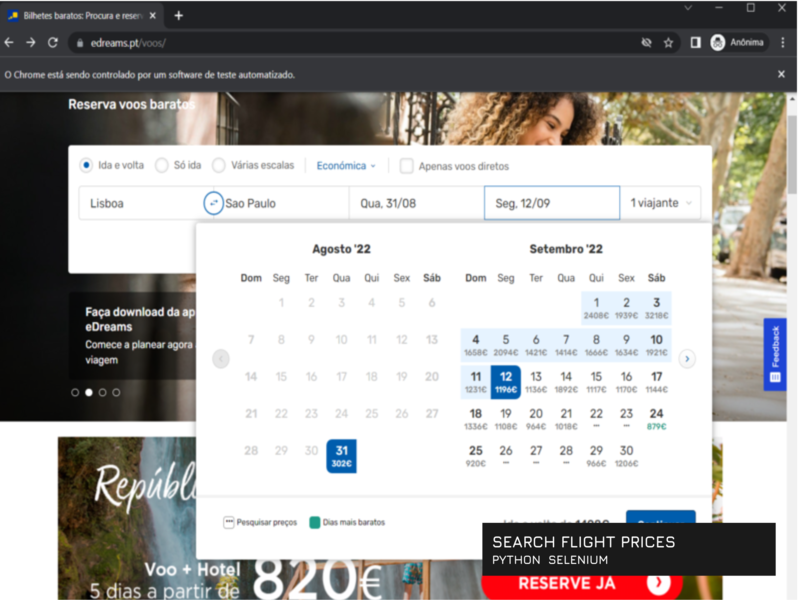 Bilhetes baratos: Procura e reser
edreams.pt/voos/
Anônima
O Chrome está sendo controlado por um software de teste automatizado.
Reserva voos baratos
Ida e volta Só ida Várias escalas Económica Apenas voos diretos
Lisboa Sao Paulo Qua, 31/08 Seg, 12/09 1 viajante
Agosto '22 Setembro '22
Dom Seg Ter Qua Qui Sex Sáb Dom Seg Ter Qua Qui Sex Sáb
1 2 3 4 5 6 1 2 3
2408€ 1939€ 3218€
7 8 9 10 11 12 13 4 5 6 7 8 9 10
1658€ 2094€ 1421€ 1414€ 1666€ 1634€ 1921€
14 15 16 17 18 19 20 11 12 13 14 15 16 17
1231€ 1196€ 1136€ 1892€ 1117€ 1170€ 1144€
21 22 23 24 25 26 27 18 19 20 21 22 23 24
1336€ 1108€ 964€ 1018€ -- -- 879€
28 29 30 31 25 26 27 28 29 30
302€ 920€ -- -- -- 966€ 1206€
Pesquisar preços Dias mais baratos
Faça download da ap
eDreams
Comece a planear agora
viagem
Feedback
Repúbl
Voo + Hotel
5 dias a partir de
820€
RESERVE JÁ
SEARCH FLIGHT PRICES
PYTHON SELENIUM